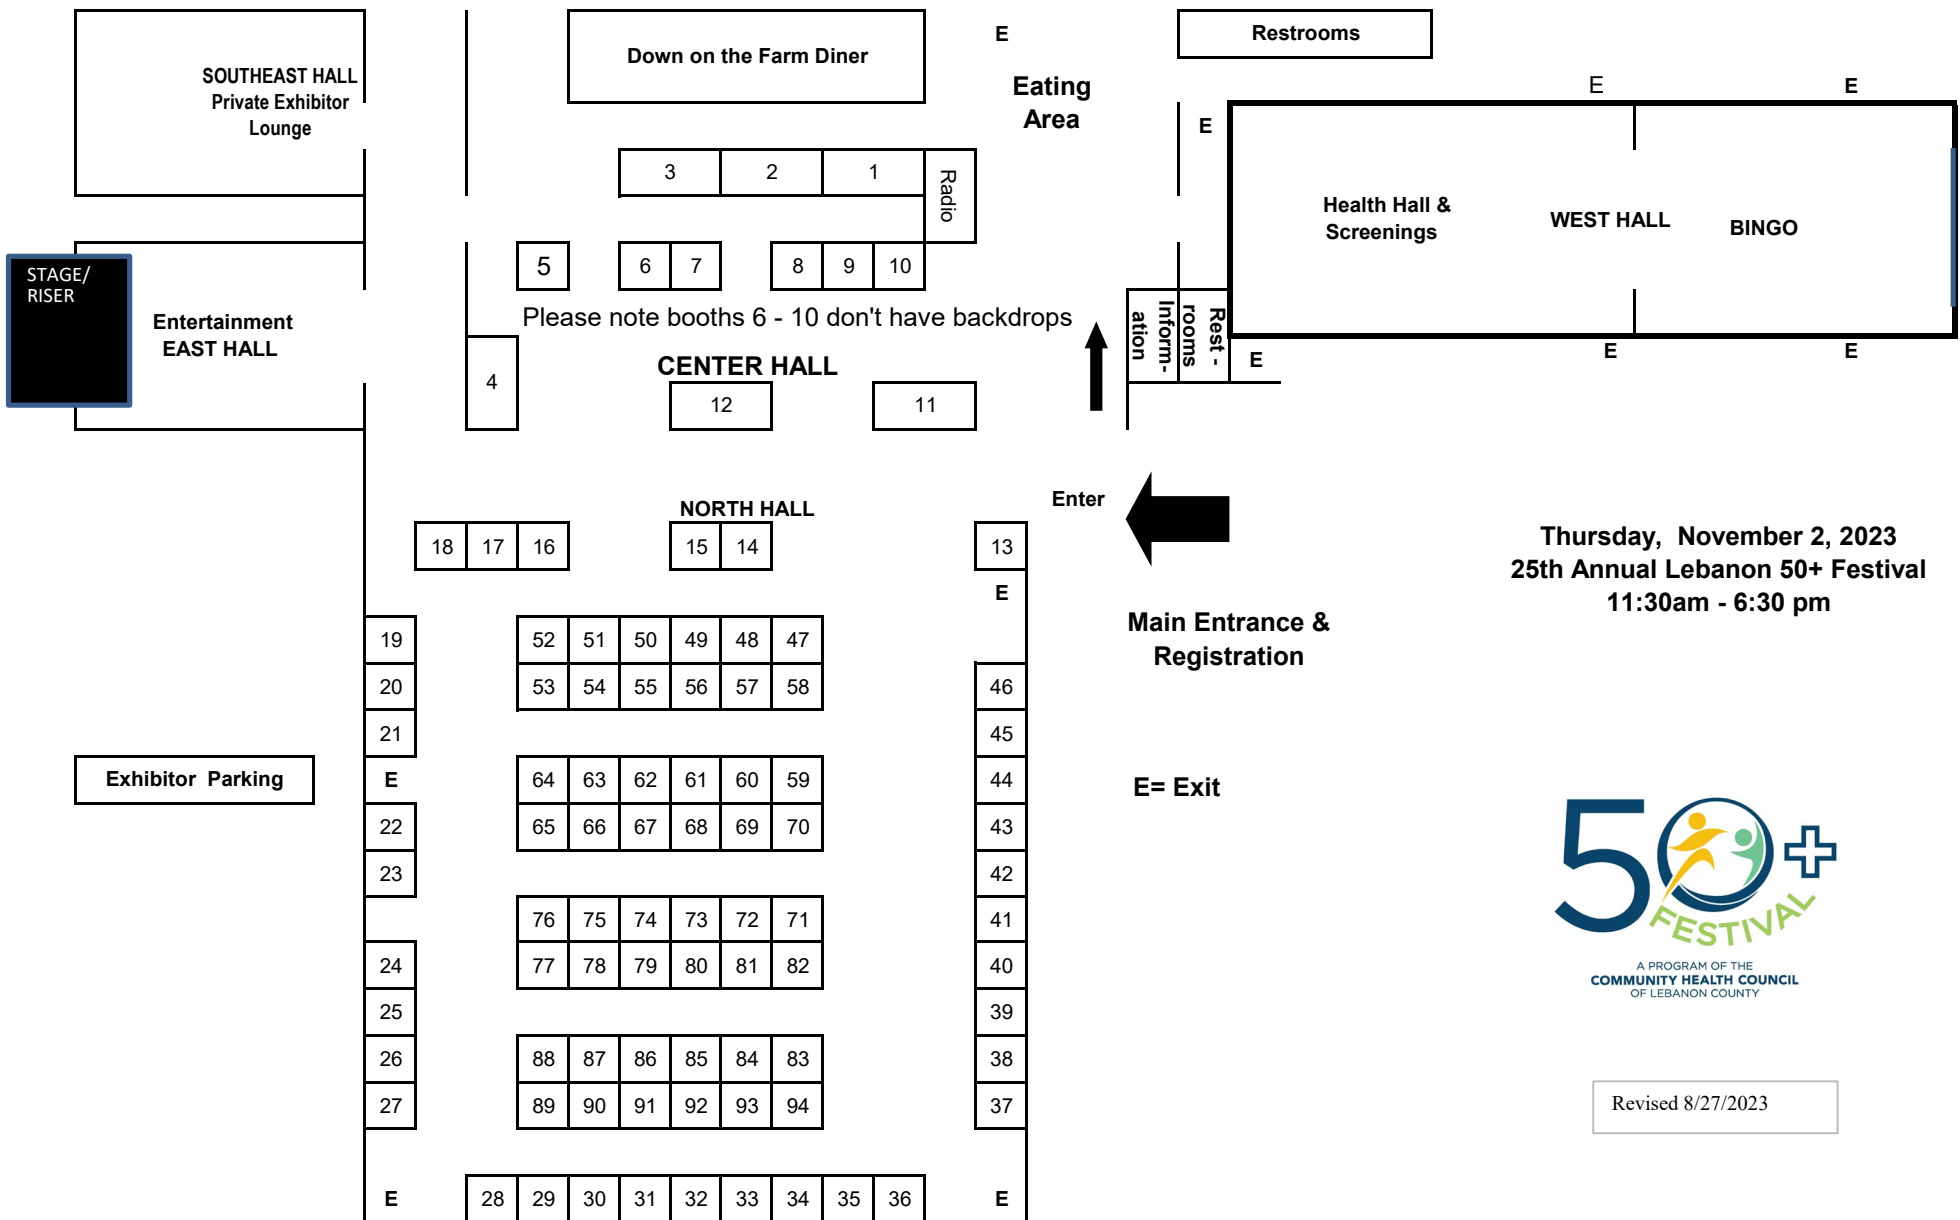 SOUTHEAST HALL
Private Exhibitor
Lounge
Down on the Farm Diner
E
Eating
Area
Restrooms
E
E
E
3 2 1
Radio
Health Hall &
Screenings
WEST HALL
BINGO
STAGE/
RISER
Entertainment
EAST HALL
5 6 7 8 9 10
Please note booths 6 - 10 don't have backdrops
Inform-
ation
Rest -
rooms
E
E
E
CENTER HALL
4
12
11
Enter
NORTH HALL
18 17 16 15 14 13
E
Thursday, November 2, 2023
25th Annual Lebanon 50+ Festival
11:30am - 6:30 pm
Main Entrance &
Registration
19 52 51 50 49 48 47
20 53 54 55 56 57 58 46
21 45
Exhibitor Parking
E 64 63 62 61 60 59 44
E= Exit
22 65 66 67 68 69 70 43
23 42
76 75 74 73 72 71 41
24 77 78 79 80 81 82 40
25 39
26 88 87 86 85 84 83 38
27 89 90 91 92 93 94 37
E 28 29 30 31 32 33 34 35 36 E
50+
FESTIVAL
A PROGRAM OF THE
COMMUNITY HEALTH COUNCIL
OF LEBANON COUNTY
Revised 8/27/2023